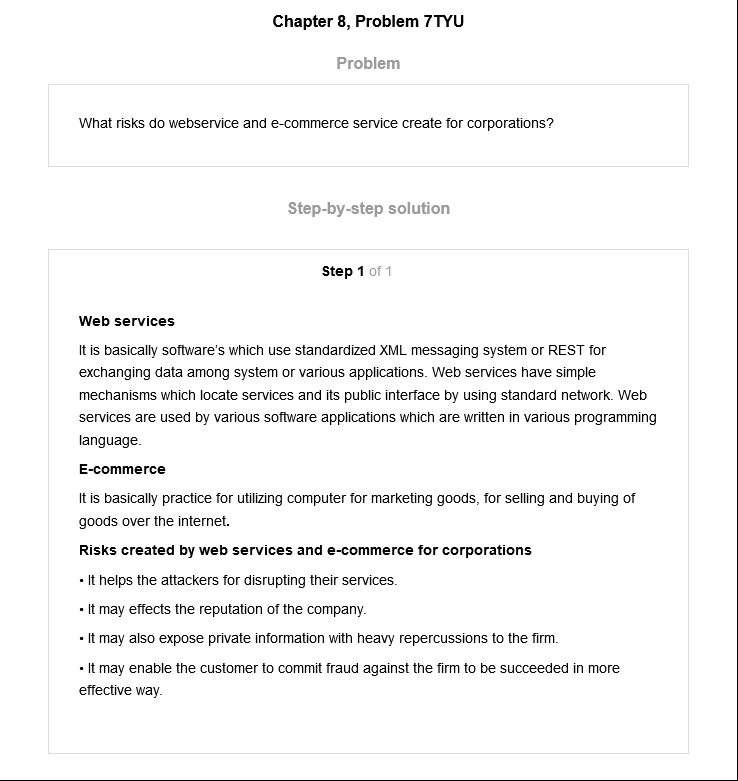 Chapter 8, Problem 7TYU
Problem
What risks do webservice and e-commerce service create for corporations?
Step-by-step solution
Step 1 of 1
Web services
It is basically software's which use standardized XML messaging system or REST for
exchanging data among system or various applications. Web services have simple
mechanisms which locate services and its public interface by using standard network. Web
services are used by various software applications which are written in various programming
language.
E-commerce
It is basically practice for utilizing computer for marketing goods, for selling and buying of
goods over the internet.
Risks created by web services and e-commerce for corporations
• It helps the attackers for disrupting their services.
• It may effects the reputation of the company.
• It may also expose private information with heavy repercussions to the firm.
• It may enable the customer to commit fraud against the firm to be succeeded in more
effective way.